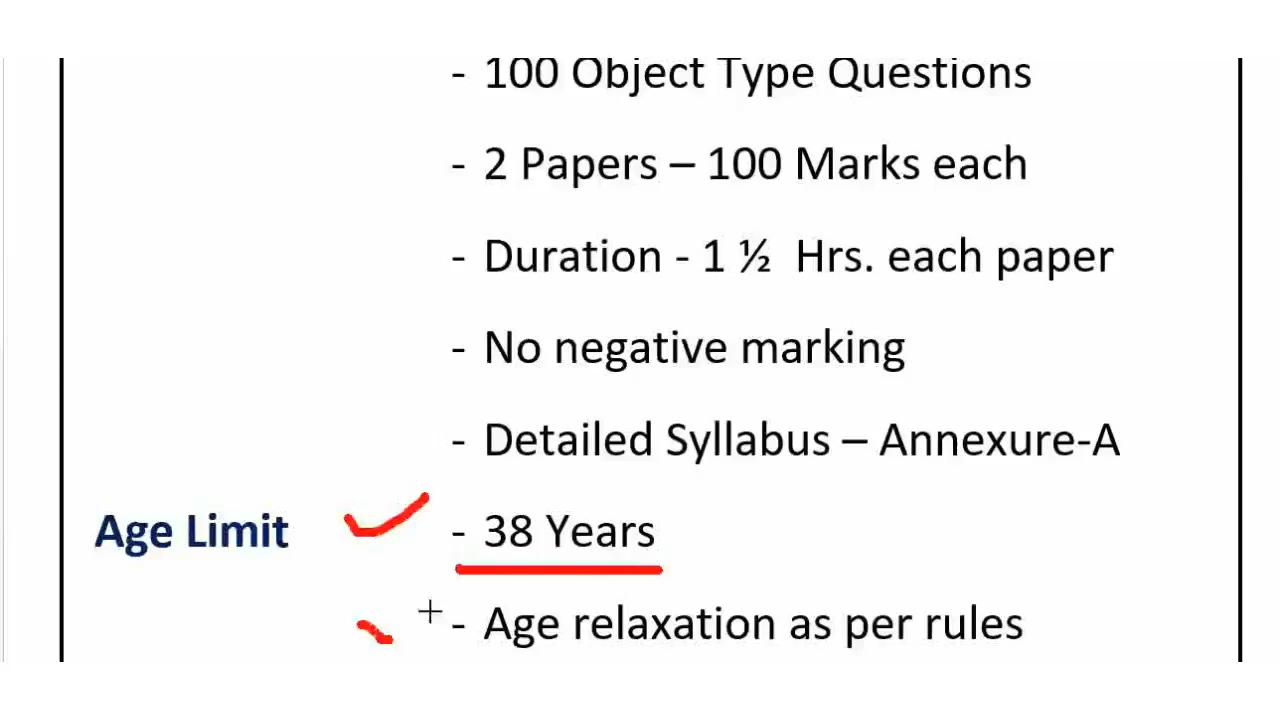 - 100 Object Type Questions
- 2 Papers – 100 Marks each
- Duration - 1 ½ Hrs. each paper
- No negative marking
- Detailed Syllabus – Annexure-A
Age Limit - 38 Years
- Age relaxation as per rules